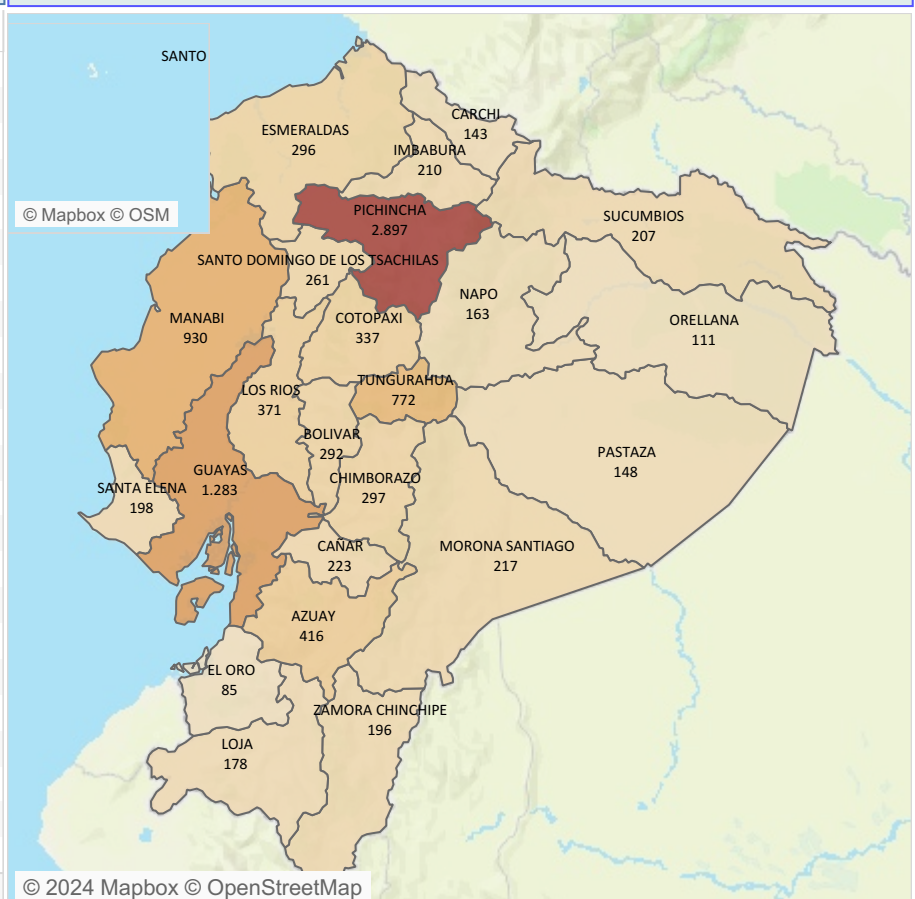 SANTO
© Mapbox © OSM
CARCHI
143
ESMERALDAS
296
IMBABURA
210
PICHINCHA
2.897
SUCUMBIOS
207
SANTO DOMINGO DE LOS TSACHILAS
261
NAPO
163
MANABI
930
COTOPAXI
337
ORELLANA
111
TUNGURAHUA
772
LOS RIOS
371
BOLIVAR
292
PASTAZA
148
GUAYAS
1.283
CHIMBORAZO
297
SANTA ELENA
198
CAÑAR
223
MORONA SANTIAGO
217
AZUAY
416
EL ORO
85
ZAMORA CHINCHIPE
196
LOJA
178
© 2024 Mapbox © OpenStreetMap